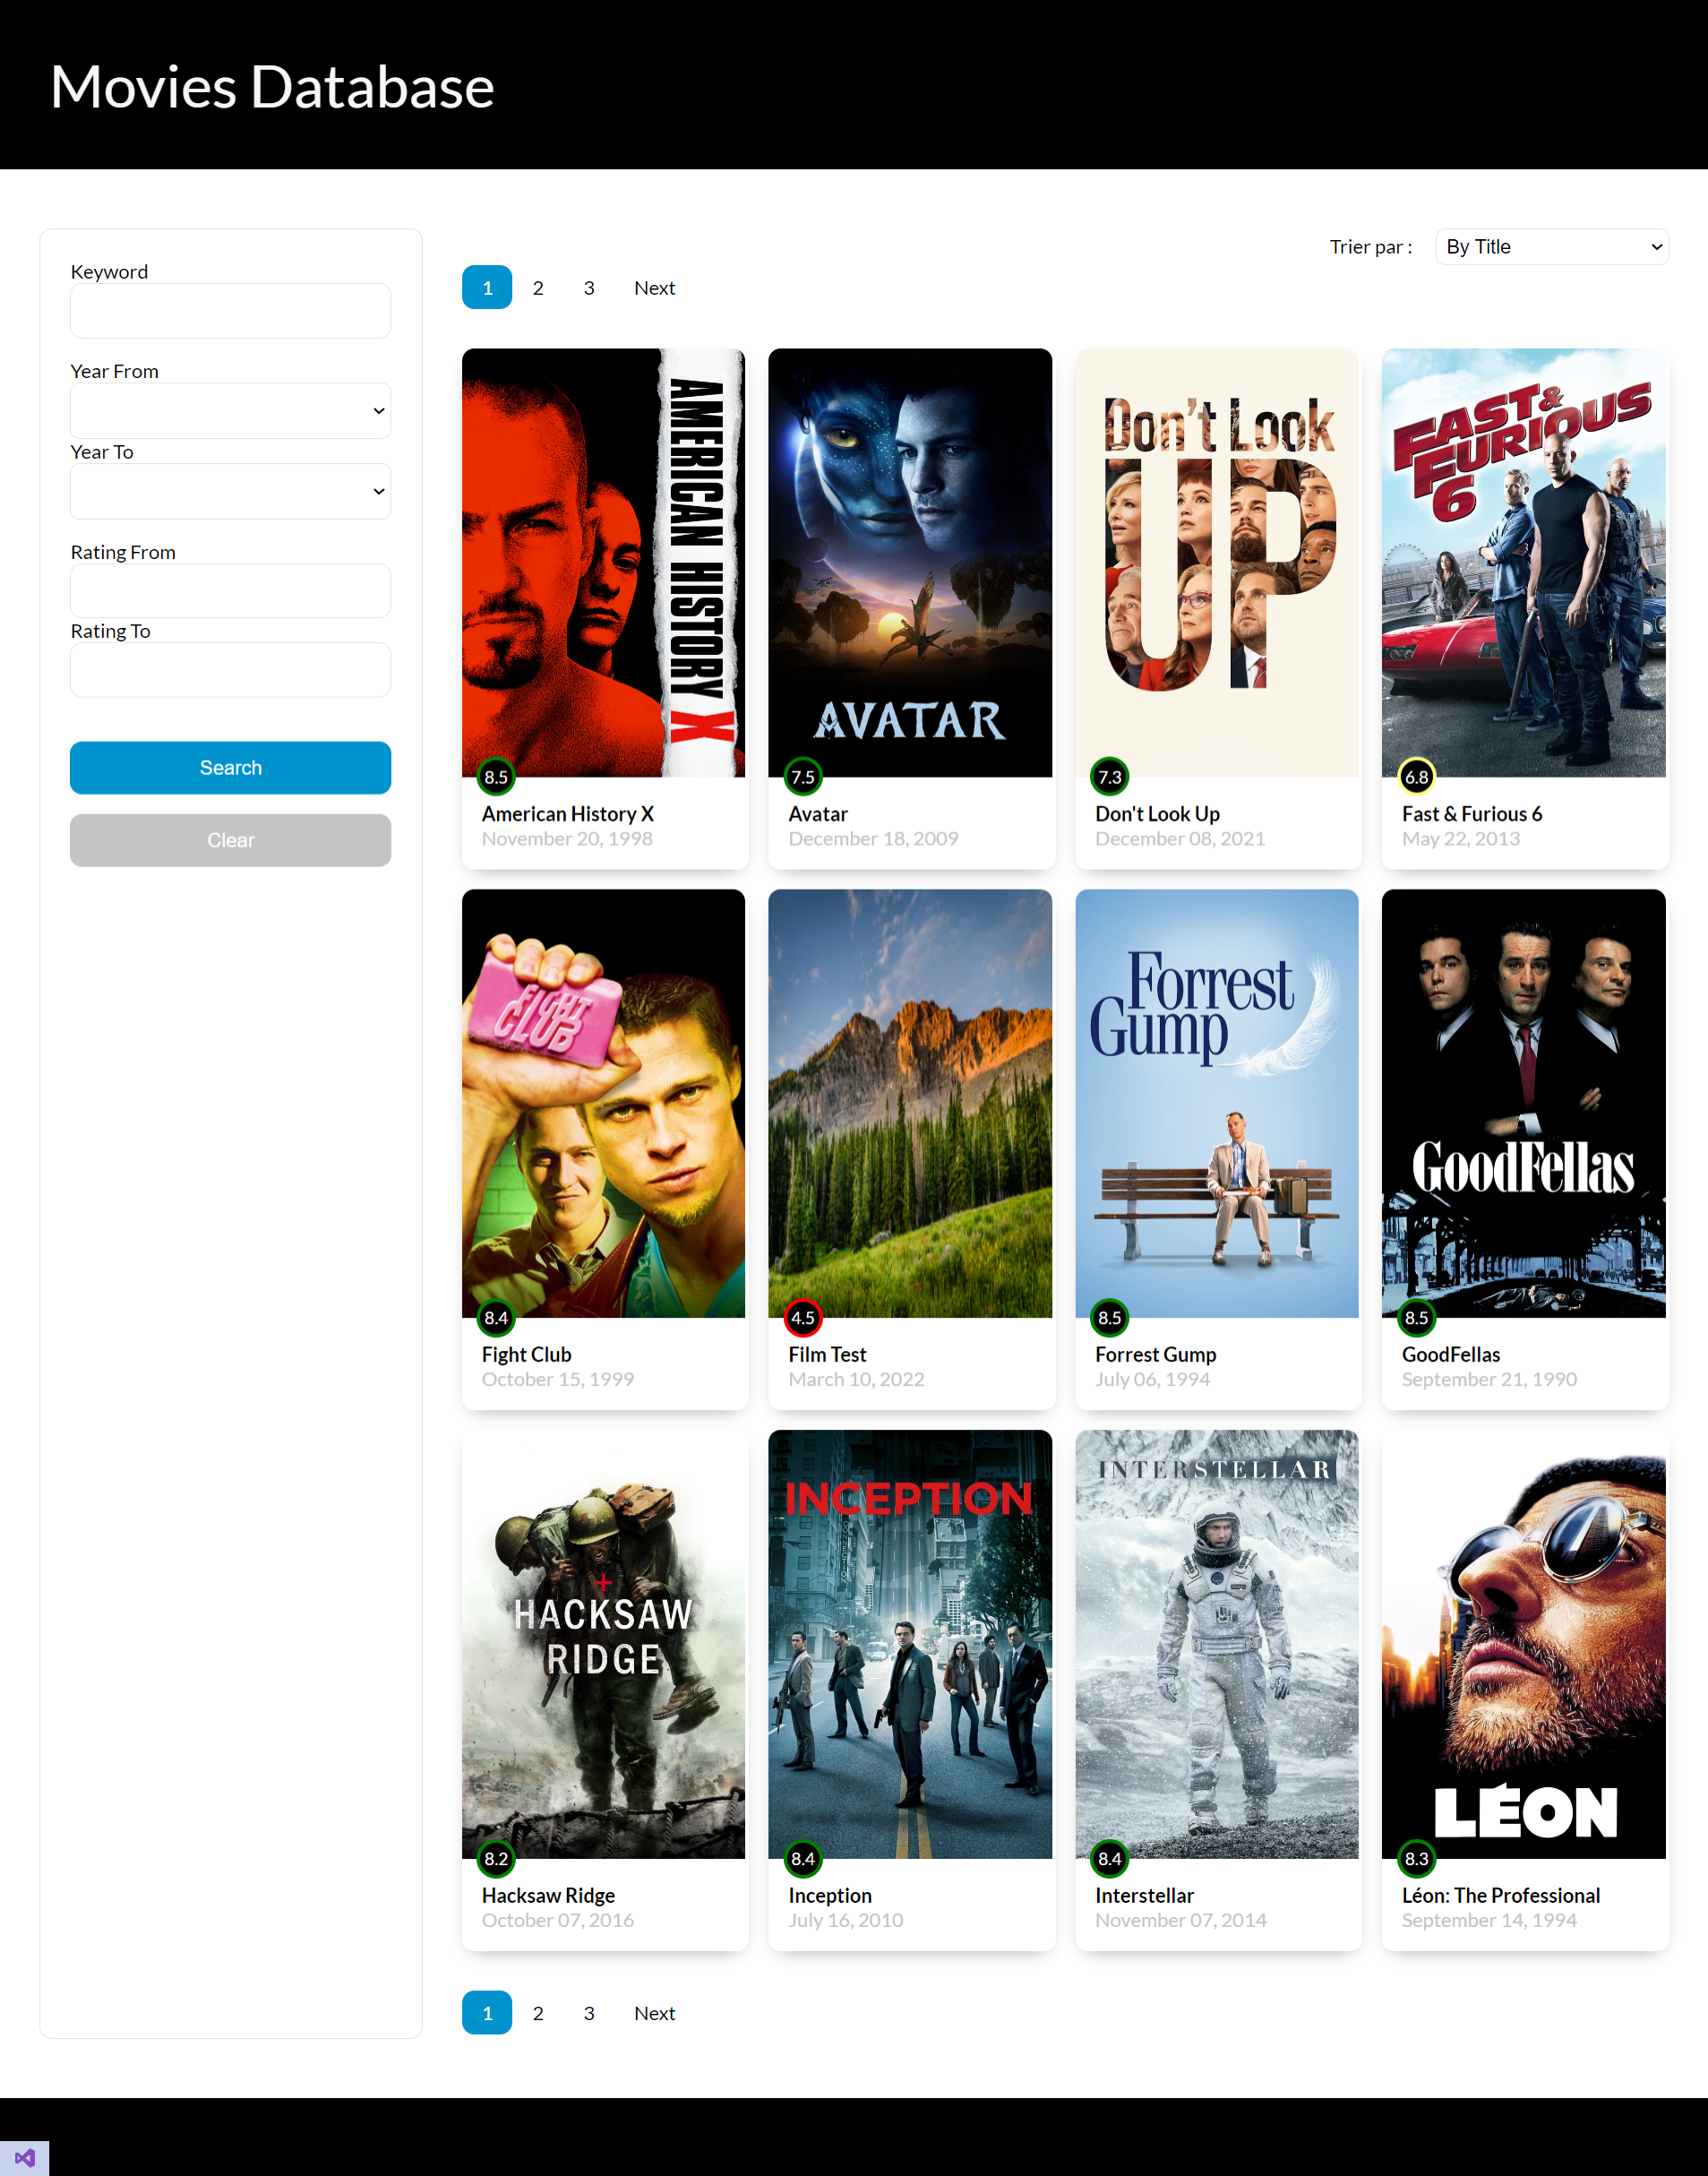 Movies Database
Trier par :
By Title
Keyword
Year From
Year To
Rating From
Rating To
Search
Clear
1 2 3 Next
AMERICAN HISTORY X
8.5
American History X
November 20, 1998
AVATAR
7.5
Avatar
December 18, 2009
Don't Look
UP
7.3
Don't Look Up
December 08, 2021
FAST &
FURIOUS
6
6.8
Fast & Furious 6
May 22, 2013
FIGHT
CLUB
8.4
Fight Club
October 15, 1999
4.5
Film Test
March 10, 2022
Forrest
Gump
8.5
Forrest Gump
July 06, 1994
GoodFellas
8.5
GoodFellas
September 21, 1990
HACKSAW
RIDGE
8.2
Hacksaw Ridge
October 07, 2016
INCEPTION
8.4
Inception
July 16, 2010
INTERSTELLAR
8.4
Interstellar
November 07, 2014
LÉON
8.3
Léon: The Professional
September 14, 1994
1 2 3 Next